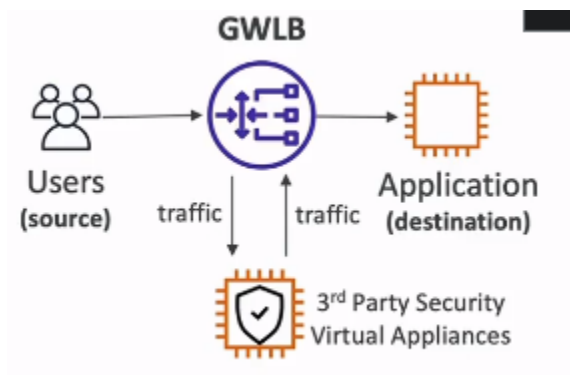 GWLB
Users
(source)
traffic
traffic
Application
(destination)
3rd Party Security
Virtual Appliances